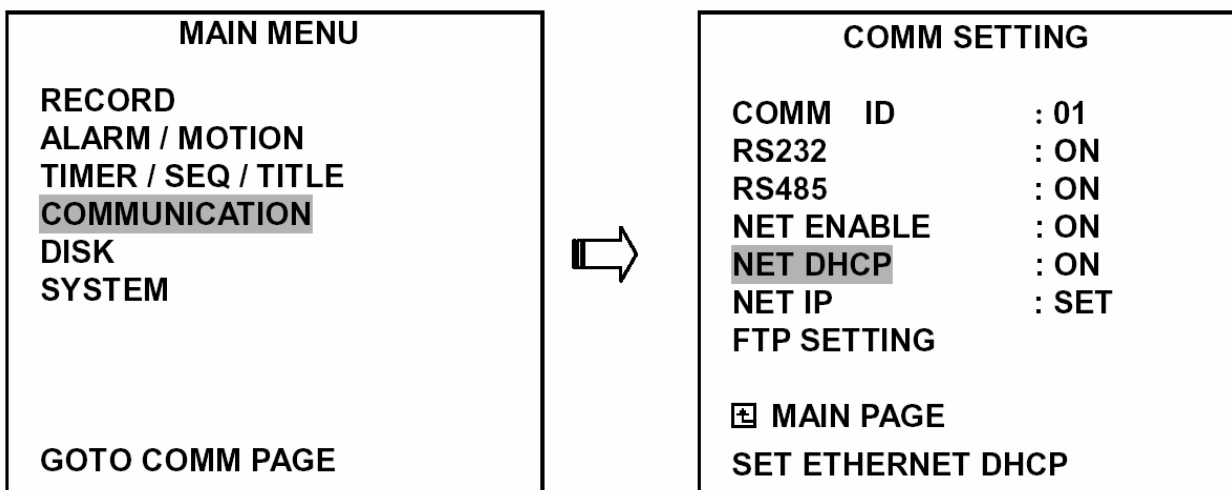 MAIN MENU
RECORD
ALARM / MOTION
TIMER / SEQ / TITLE
COMMUNICATION
DISK
SYSTEM
GOTO COMM PAGE
COMM SETTING
COMM ID : 01
RS232 : ON
RS485 : ON
NET ENABLE : ON
NET DHCP : ON
NET IP : SET
FTP SETTING
MAIN PAGE
SET ETHERNET DHCP